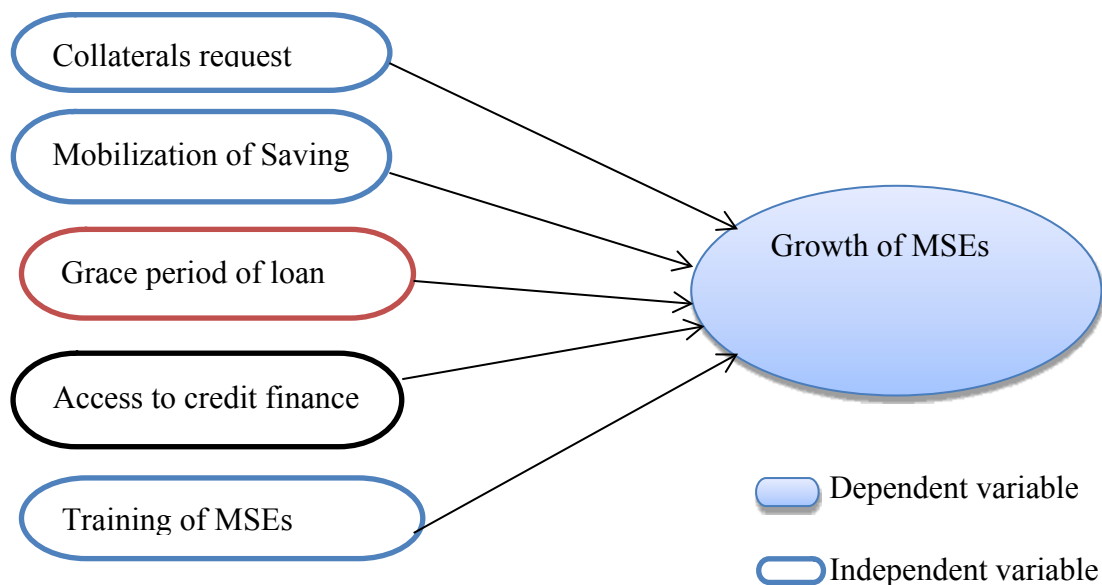 Collaterals request
Mobilization of Saving
Grace period of loan
Access to credit finance
Training of MSEs
Growth of MSEs
Dependent variable
Independent variable